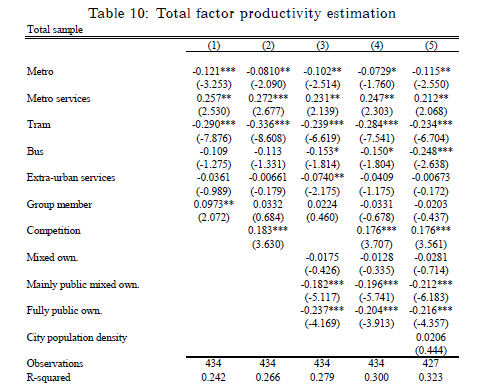 Table 10: Total factor productivity estimation
Total sample
(1) (2) (3) (4) (5)
Metro -0.121*** -0.0810** -0.102** -0.0729* -0.115**
(-3.253) (-2.090) (-2.514) (-1.760) (-2.550)
Metro services 0.257** 0.272*** 0.231** 0.247** 0.212**
(2.530) (2.677) (2.139) (2.303) (2.068)
Tram -0.290*** -0.336*** -0.239*** -0.284*** -0.234***
(-7.876) (-8.608) (-6.619) (-7.541) (-6.704)
Bus -0.109 -0.113 -0.153* -0.150* -0.248***
(-1.275) (-1.331) (-1.814) (-1.804) (-2.638)
Extra-urban services -0.0361 -0.00661 -0.0740** -0.0409 -0.00673
(-0.989) (-0.179) (-2.175) (-1.175) (-0.172)
Group member 0.0973** 0.0332 0.0224 -0.0331 -0.0203
(2.072) (0.684) (0.460) (-0.678) (-0.437)
Competition 0.183*** 0.176*** 0.176***
(3.630) (3.707) (3.561)
Mixed own. -0.0175 -0.0128 -0.0281
(-0.426) (-0.335) (-0.714)
Mainly public mixed own. -0.182*** -0.196*** -0.212***
(-5.117) (-5.741) (-6.183)
Fully public own. -0.237*** -0.204*** -0.216***
(-4.169) (-3.913) (-4.357)
City population density 0.0206
(0.444)
Observations 434 434 434 434 427
R-squared 0.242 0.266 0.279 0.300 0.323